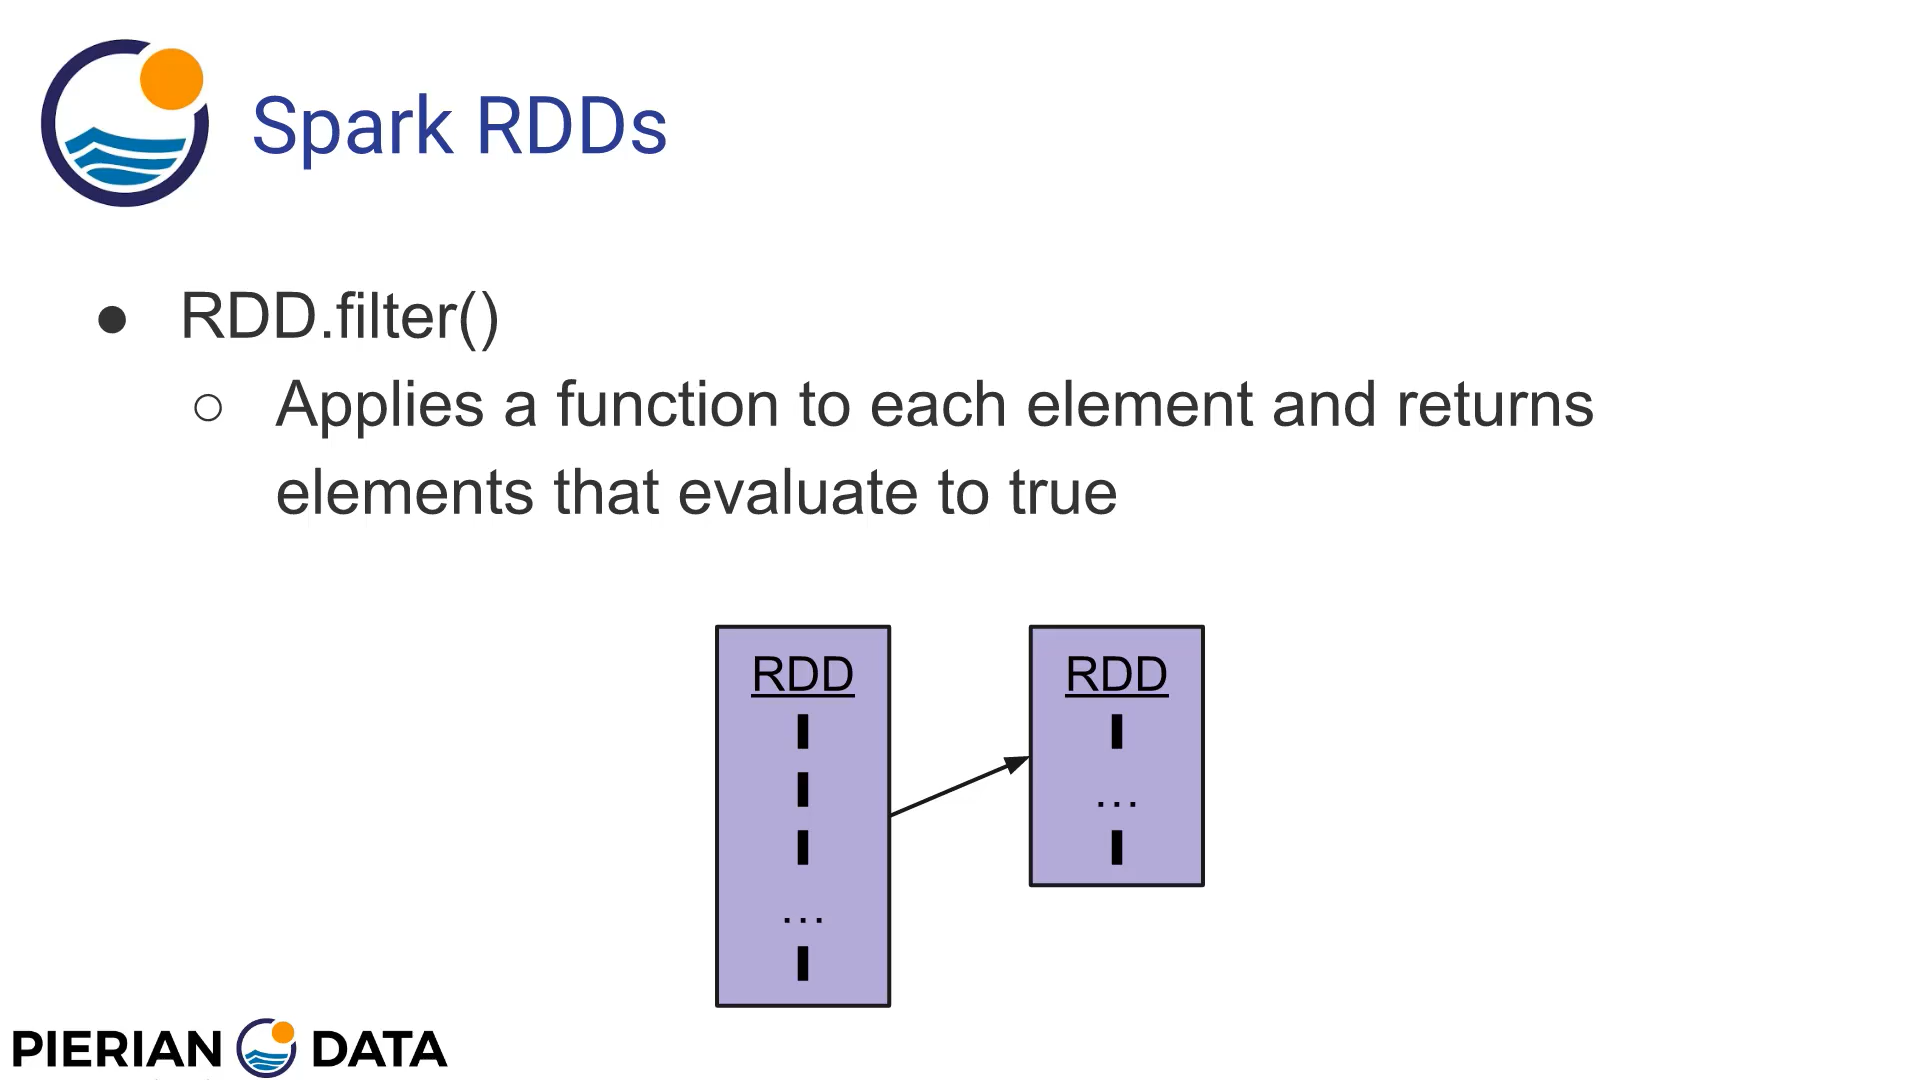 Spark RDDs
● RDD.filter()
○ Applies a function to each element and returns
elements that evaluate to true
RDD
...
RDD
...
PIERIAN DATA